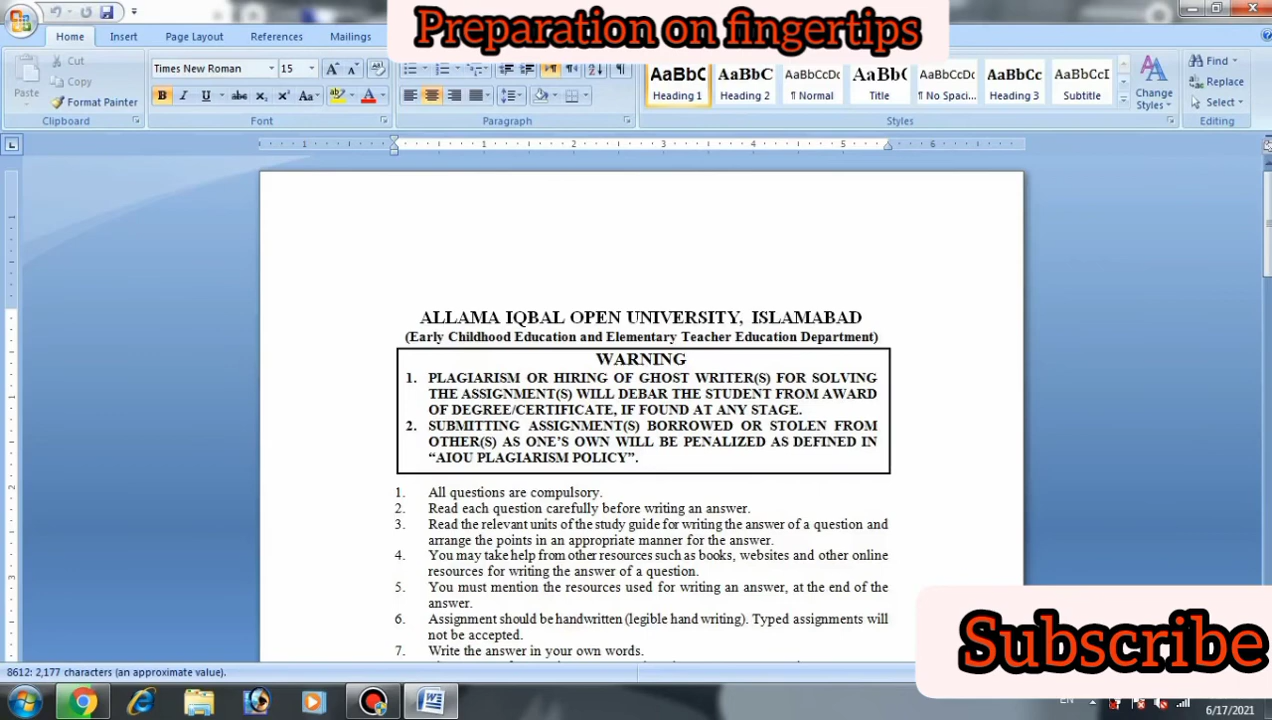 Preparation on fingertips
Home Insert Page Layout References Mailings
Cut
Copy
Paste
Format Painter
Clipboard
Times New Roman 15
Font
Paragraph
AaBbC AaBbC AaBbCcDc AaBb( AaBbCcDc AaBbCc AaBbCcI
Heading 1 Heading 2 ¶ Normal Title ¶ No Spaci... Heading 3 Subtitle
Change Styles
Styles
Find
Replace
Select
Editing
1 1 2 3 4 5 6
ALLAMA IQBAL OPEN UNIVERSITY, ISLAMABAD
(Early Childhood Education and Elementary Teacher Education Department)
WARNING
1. PLAGIARISM OR HIRING OF GHOST WRITER(S) FOR SOLVING
THE ASSIGNMENT(S) WILL DEBAR THE STUDENT FROM AWARD
OF DEGREE/CERTIFICATE, IF FOUND AT ANY STAGE.
2. SUBMITTING ASSIGNMENT(S) BORROWED OR STOLEN FROM
OTHER(S) AS ONE’S OWN WILL BE PENALIZED AS DEFINED IN
“AIOU PLAGIARISM POLICY”.
1. All questions are compulsory.
2. Read each question carefully before writing an answer.
3. Read the relevant units of the study guide for writing the answer of a question and
arrange the points in an appropriate manner for the answer.
4. You may take help from other resources such as books, websites and other online
resources for writing the answer of a question.
5. You must mention the resources used for writing an answer, at the end of the
answer.
6. Assignment should be handwritten (legible hand writing). Typed assignments will
not be accepted.
7. Write the answer in your own words.
Subscribe
8612: 2,177 characters (an approximate value).
EN
6/17/2021